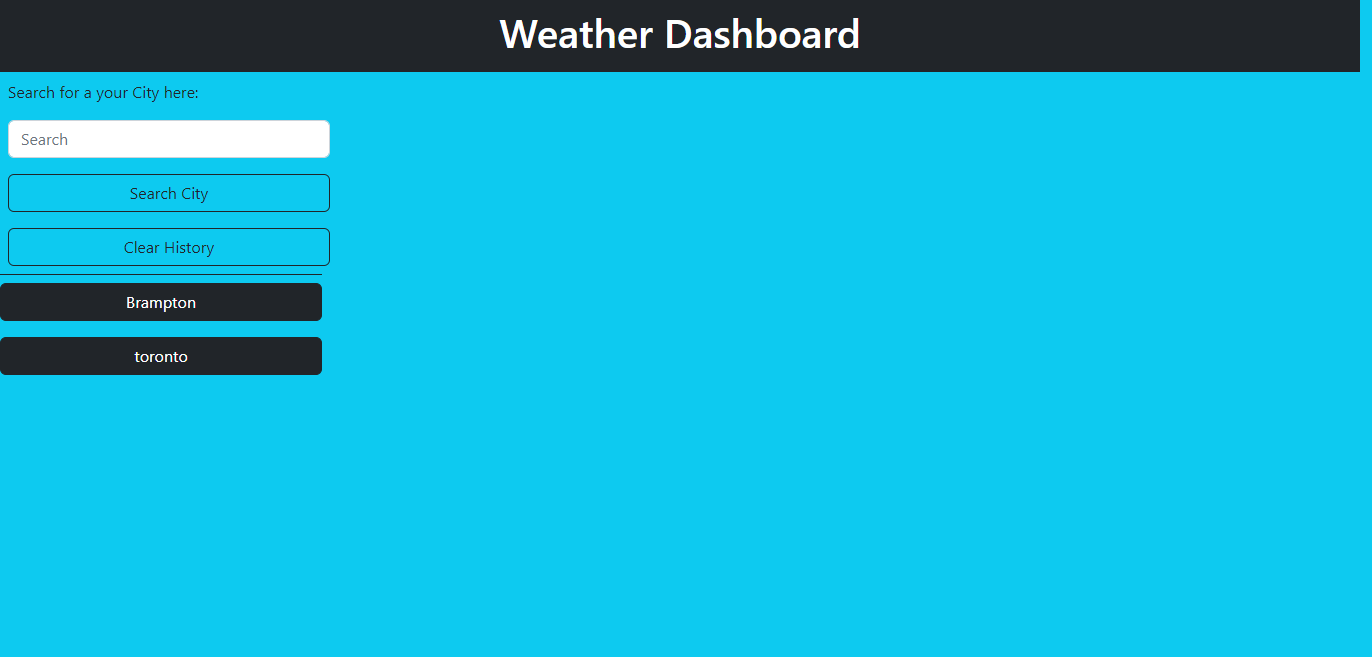 Weather Dashboard
Search for a your City here:
Search
Search City
Clear History
Brampton
toronto